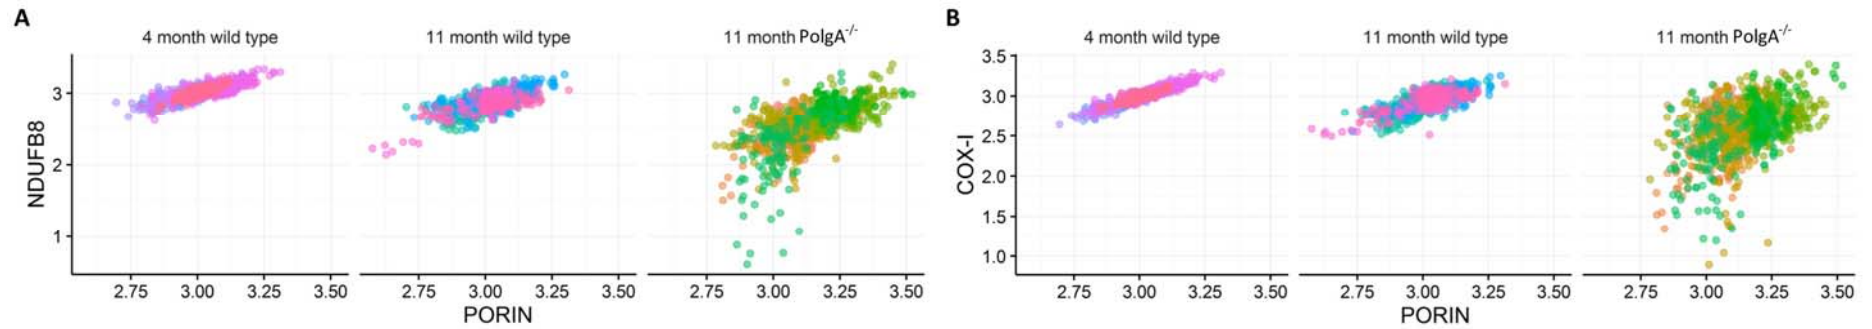 A
4 month wild type
11 month wild type
11 month PolgA-/-
NDUFB8
3
2
1
2.75 3.00 3.25 3.50
2.75 3.00 3.25 3.50
2.75 3.00 3.25 3.50
PORIN
B
4 month wild type
11 month wild type
11 month PolgA-/-
COX-I
3.5
3.0
2.5
2.0
1.5
1.0
2.75 3.00 3.25 3.50
2.75 3.00 3.25 3.50
2.75 3.00 3.25 3.50
PORIN